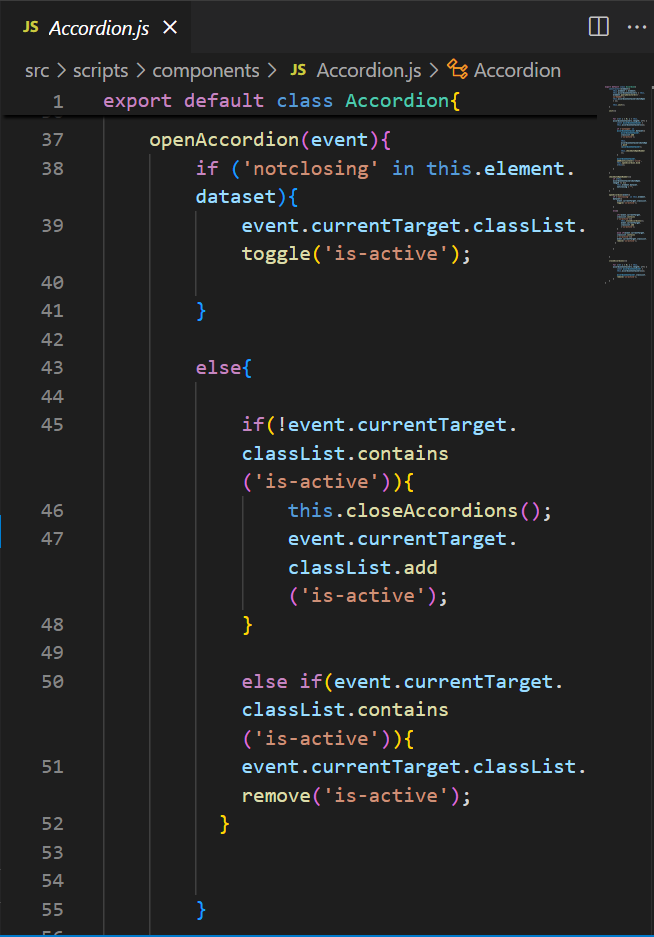 JS Accordion.js ×
src > scripts > components > JS Accordion.js > Accordion
1 export default class Accordion{
37 openAccordion(event){
38 if ('notclosing' in this.element.
dataset){
39 event.currentTarget.classList.
toggle('is-active');
40
41 }
42
43 else{
44
45 if(!event.currentTarget.
classList.contains
('is-active')){
46 this.closeAccordions();
47 event.currentTarget.
classList.add
('is-active');
48 }
49
50 else if(event.currentTarget.
classList.contains
('is-active')){
51 event.currentTarget.classList.
remove('is-active');
52 }
53
54
55 }